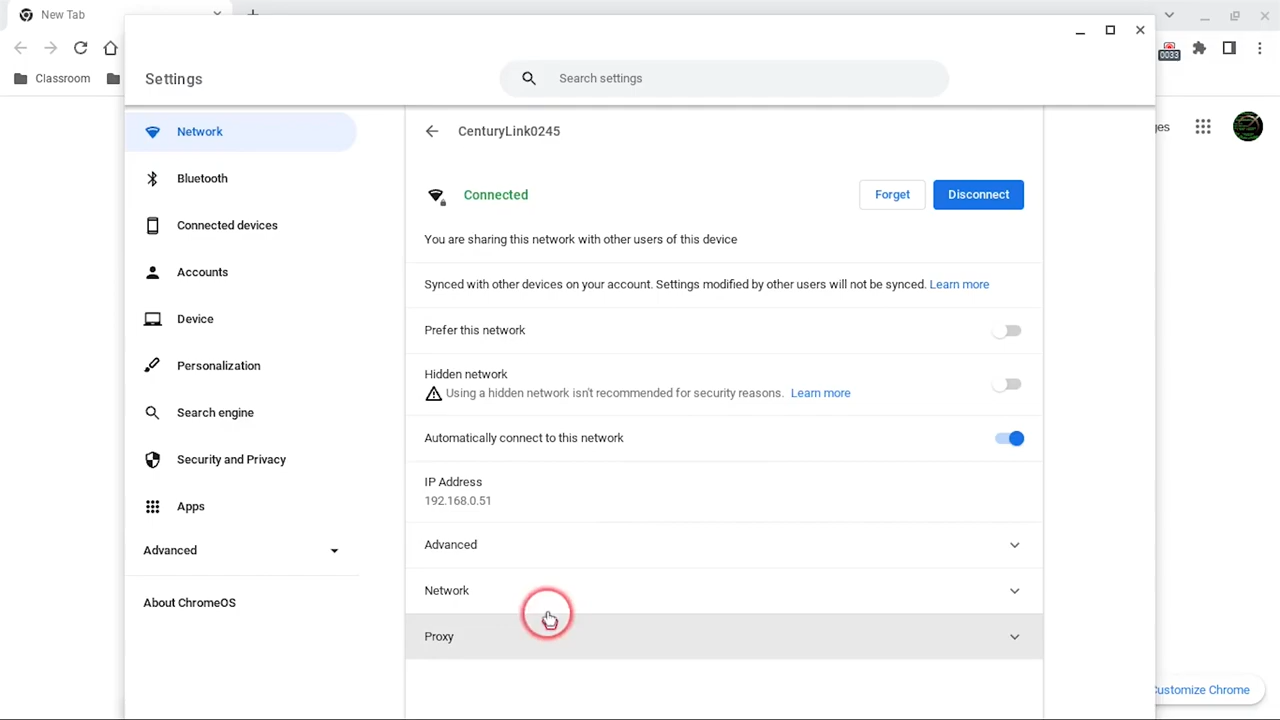 New Tab
Classroom
0033
ges
Settings
Search settings
Network
Bluetooth
Connected devices
Accounts
Device
Personalization
Search engine
Security and Privacy
Apps
Advanced
About ChromeOS
CenturyLink0245
Connected
Forget
Disconnect
You are sharing this network with other users of this device
Synced with other devices on your account. Settings modified by other users will not be synced. Learn more
Prefer this network
Hidden network
Using a hidden network isn't recommended for security reasons. Learn more
Automatically connect to this network
IP Address
192.168.0.51
Advanced
Network
Proxy
Customize Chrome